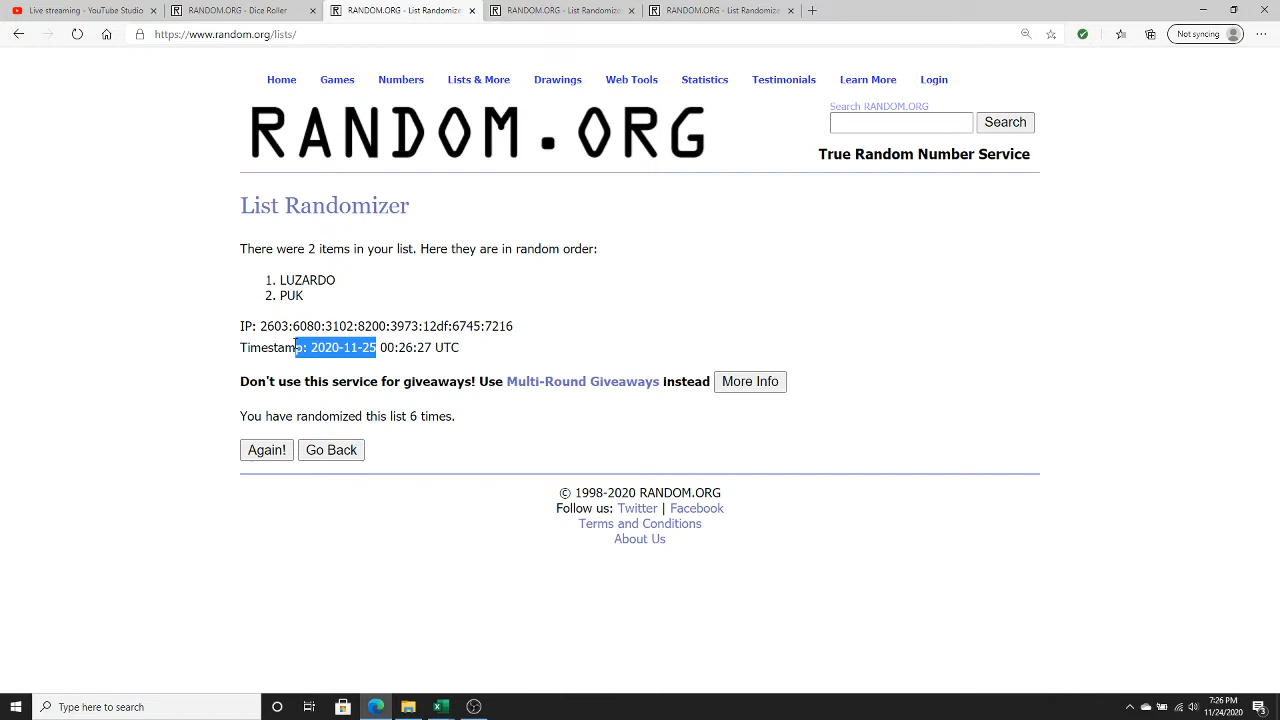 Live streaming - YouTube Studio
RANDOM.ORG - Dice Roller
RANDOM.ORG - List Randomizer
RANDOM.ORG - List Randomizer
RANDOM.ORG - List Randomizer
https://www.random.org/lists/
Not syncing
Home Games Numbers Lists & More Drawings Web Tools Statistics Testimonials Learn More Login
RANDOM.ORG
Search RANDOM.ORG
Search
True Random Number Service
List Randomizer
There were 2 items in your list. Here they are in random order:
1. LUZARDO
2. PUK
IP: 2603:6080:3102:8200:3973:12df:6745:7216
Timestamp: 2020-11-25 00:26:27 UTC
Don't use this service for giveaways! Use Multi-Round Giveaways instead More Info
You have randomized this list 6 times.
Again! Go Back
© 1998-2020 RANDOM.ORG
Follow us: Twitter | Facebook
Terms and Conditions
About Us
Type here to search
7:26 PM
11/24/2020